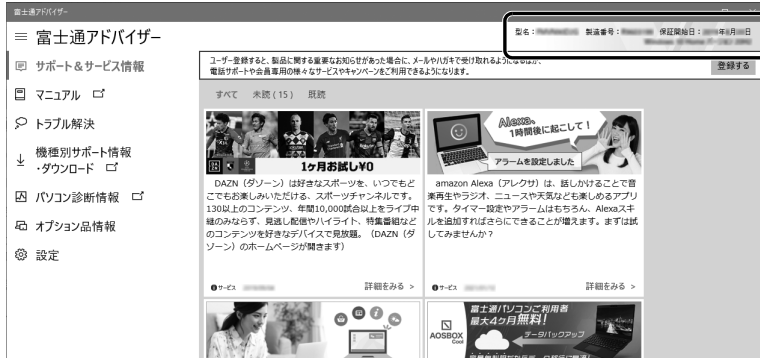 富士通アドバイザー
富士通アドバイザー
型名： 製造番号： 保証開始日： 年 月 日
サポート＆サービス情報
マニュアル
トラブル解決
機種別サポート情報
・ダウンロード
パソコン診断情報
オプション品情報
設定
ユーザー登録すると、製品に関する重要なお知らせがあった場合に、メールやハガキで受け取れるようになるほか、
電話サポートや会員専用の様々なサービスやキャンペーンをご利用できるようになります。
登録する
すべて 未読（15） 既読
1ヶ月お試し¥0
DAZN（ダゾーン）は好きなスポーツを、いつでもど
こでもお楽しみいただける、スポーツチャンネルです。
130以上のコンテンツ、年間10,000試合以上をライブ中
継のみならず、見逃し配信やハイライト、特集番組など
のコンテンツを好きなデバイスで見放題。（DAZN（ダ
ゾーン）のホームページが開きます）
サービス
詳細をみる >
Alexa、
1時間後に起こして！
アラームを設定しました
amazon Alexa（アレクサ）は、話しかけることで音
楽再生やラジオ、ニュースや天気なども楽しめるアプリ
です。タイマー設定やアラームはもちろん、Alexaスキ
ルを追加すればさらにできることが増えます。まずは試
してみませんか？
サービス
詳細をみる >
富士通パソコンご利用者
最大4ヶ月無料！
AOSBOX
Cool
データバックアップ